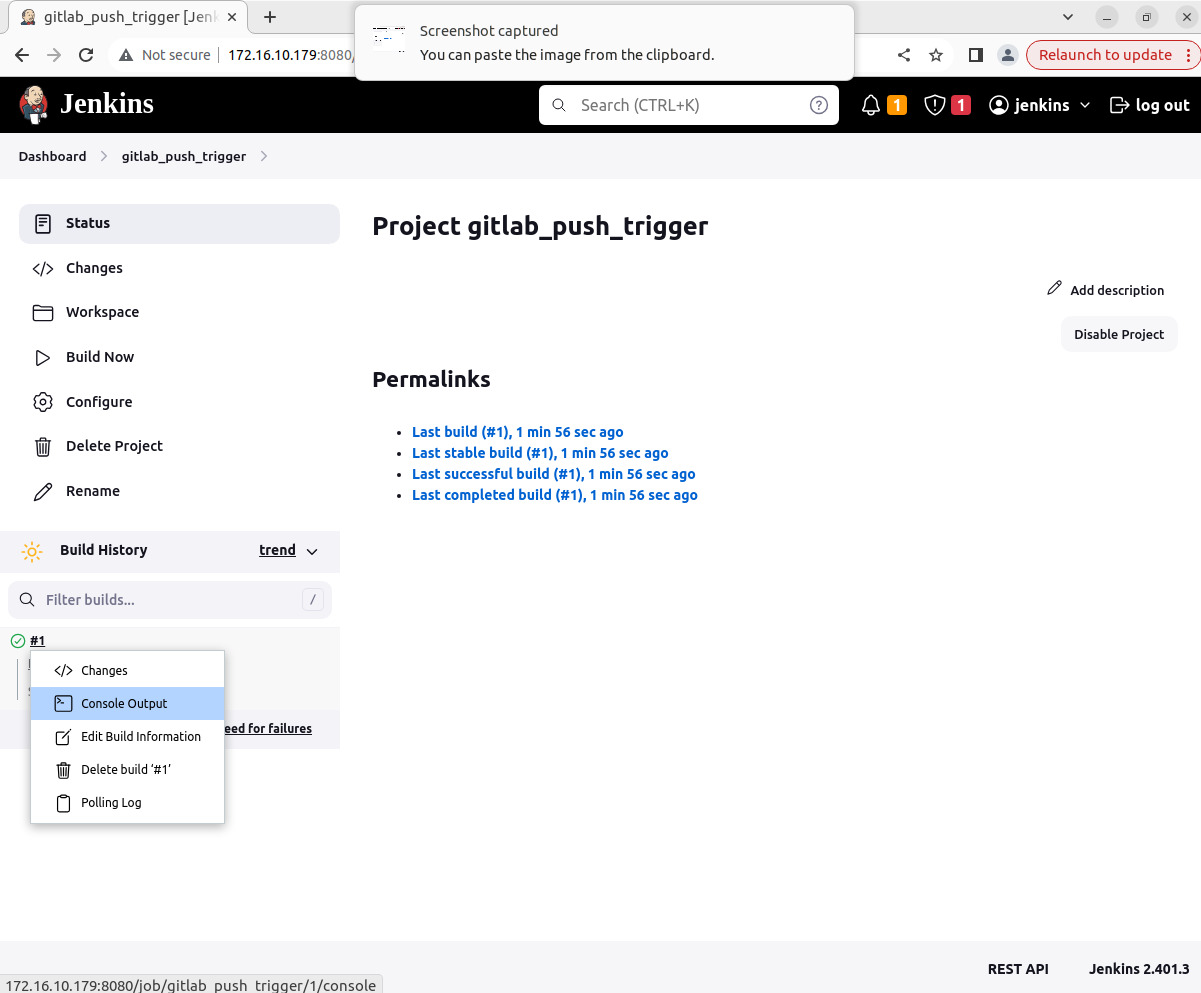 gitlab_push_trigger [Jenk
Screenshot captured
You can paste the image from the clipboard.
Not secure
172.16.10.179:8080/
Relaunch to update
Jenkins
Search (CTRL+K)
1
1
jenkins
log out
Dashboard
gitlab_push_trigger
Status
Changes
Workspace
Build Now
Configure
Delete Project
Rename
Project gitlab_push_trigger
Add description
Disable Project
Permalinks
Last build (#1), 1 min 56 sec ago
Last stable build (#1), 1 min 56 sec ago
Last successful build (#1), 1 min 56 sec ago
Last completed build (#1), 1 min 56 sec ago
Build History
trend
Filter builds...
/
#1
Changes
Console Output
Edit Build Information
Delete build ‘#1’
Polling Log
eed for failures
REST API
Jenkins 2.401.3
172.16.10.179:8080/job/gitlab_push_trigger/1/console